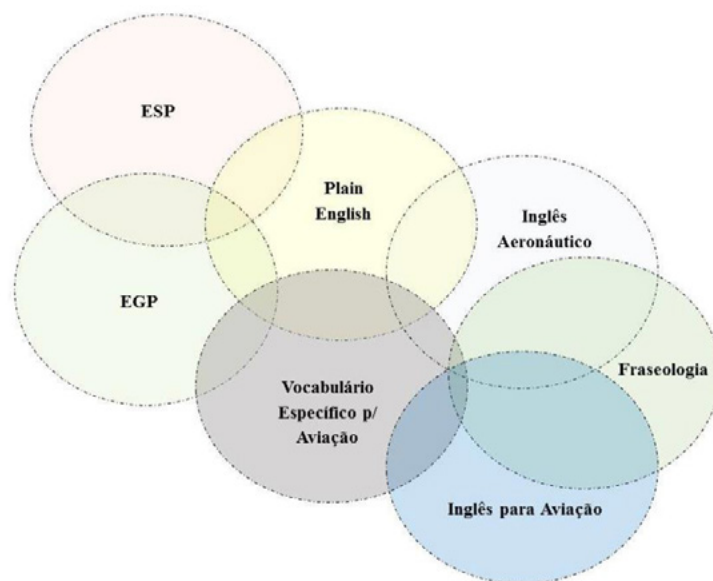 ESP
Plain
English
Inglês
Aeronáutico
EGP
Fraseologia
Vocabulário
Específico p/
Aviação
Inglês para Aviação